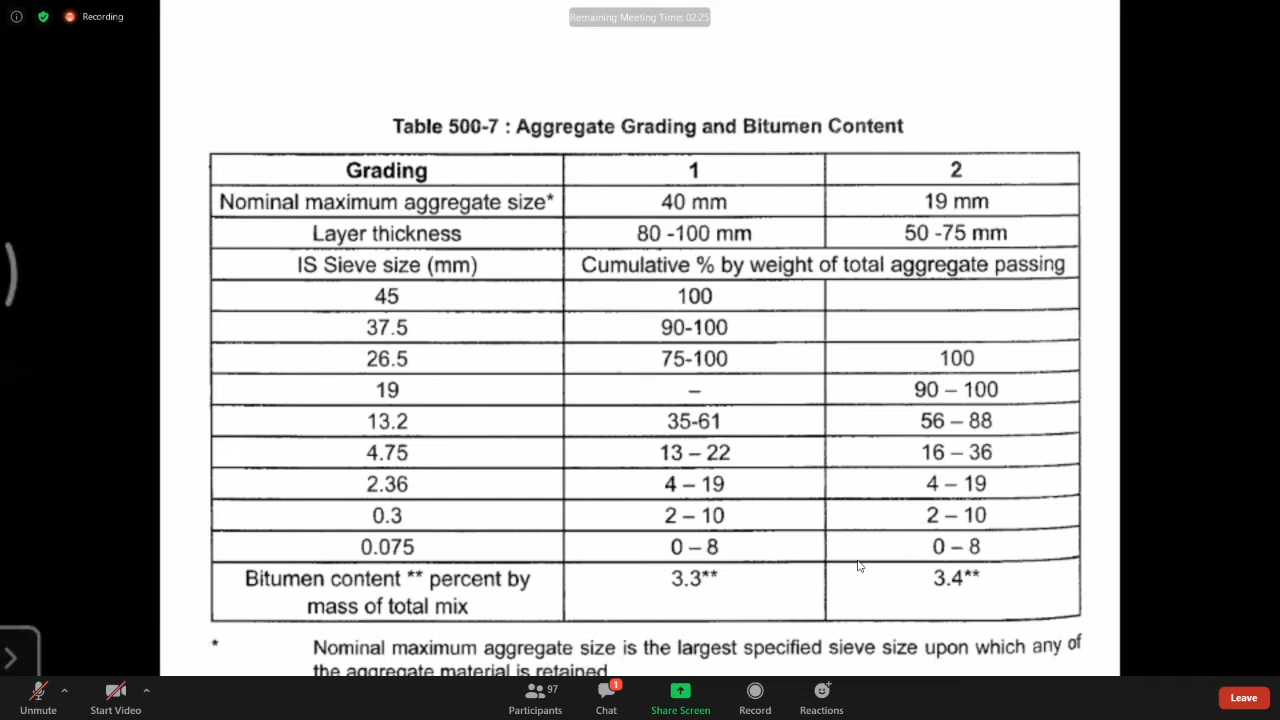 Recording
Remaining Meeting Time: 02:25
Table 500-7 : Aggregate Grading and Bitumen Content
Grading 1 2
Nominal maximum aggregate size* 40 mm 19 mm
Layer thickness 80 -100 mm 50 -75 mm
IS Sieve size (mm) Cumulative % by weight of total aggregate passing
45 100
37.5 90-100
26.5 75-100 100
19 – 90 – 100
13.2 35-61 56 – 88
4.75 13 – 22 16 – 36
2.36 4 – 19 4 – 19
0.3 2 – 10 2 – 10
0.075 0 – 8 0 – 8
Bitumen content ** percent by 3.3** 3.4**
mass of total mix
* Nominal maximum aggregate size is the largest specified sieve size upon which any of
the aggregate material is retained
Unmute Start Video Participants 97 Chat 1 Share Screen Record Reactions Leave